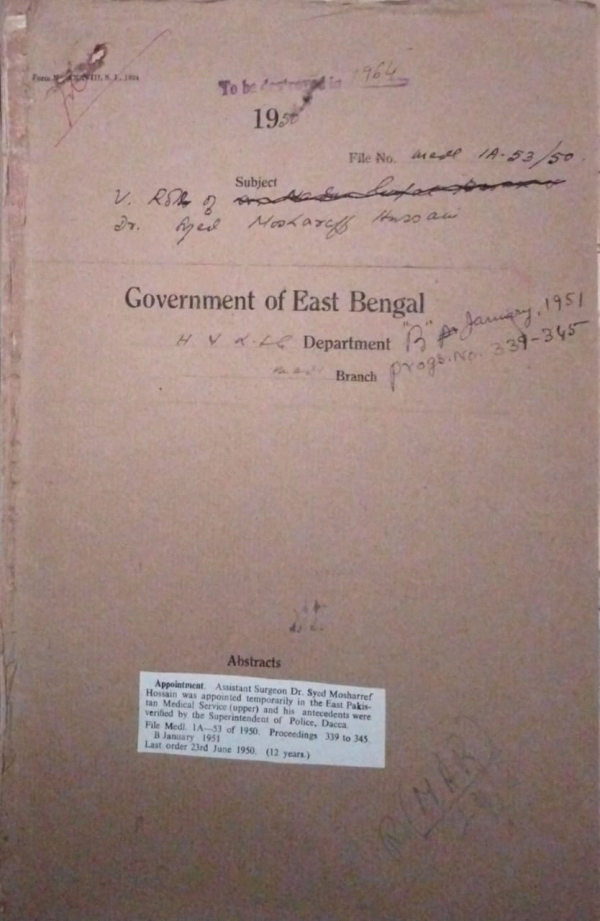 To be destroyed in 1964
1950
File No. Medl 1A-53/50.
Subject
V. Roll of
Dr. Syed Mosharoff Hussain
Government of East Bengal
Department "B" January, 1951
Branch progs. No. 339-345
Abstracts
Appointment. Assistant Surgeon Dr. Syed Mosharref
Hossain was appointed temporarily in the East Pakis-
tan Medical Service (upper) and his antecedents were
verified by the Superintendent of Police, Dacca.
File Medl. 1A—53 of 1950. Proceedings 339 to 345.
B January 1951
Last order 23rd June 1950. (12 years.)